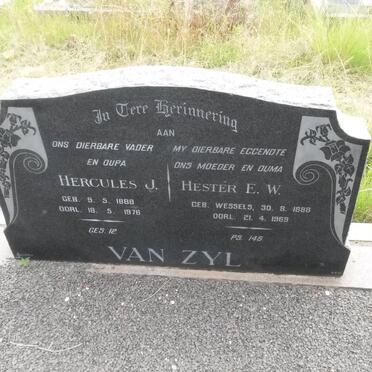 In Tere Herinnering
AAN
ONS DIERBARE VADER
EN OUPA
HERCULES J.
GEB. 9. 5. 1888
OORL. 18. 5. 1976
GES. 12
MY DIERBARE EGGENOTE
ONS MOEDER EN OUMA
HESTER E. W.
GEB. WESSELS, 30. 8. 1898
OORL. 21. 4. 1969
PS. 146
VAN ZYL